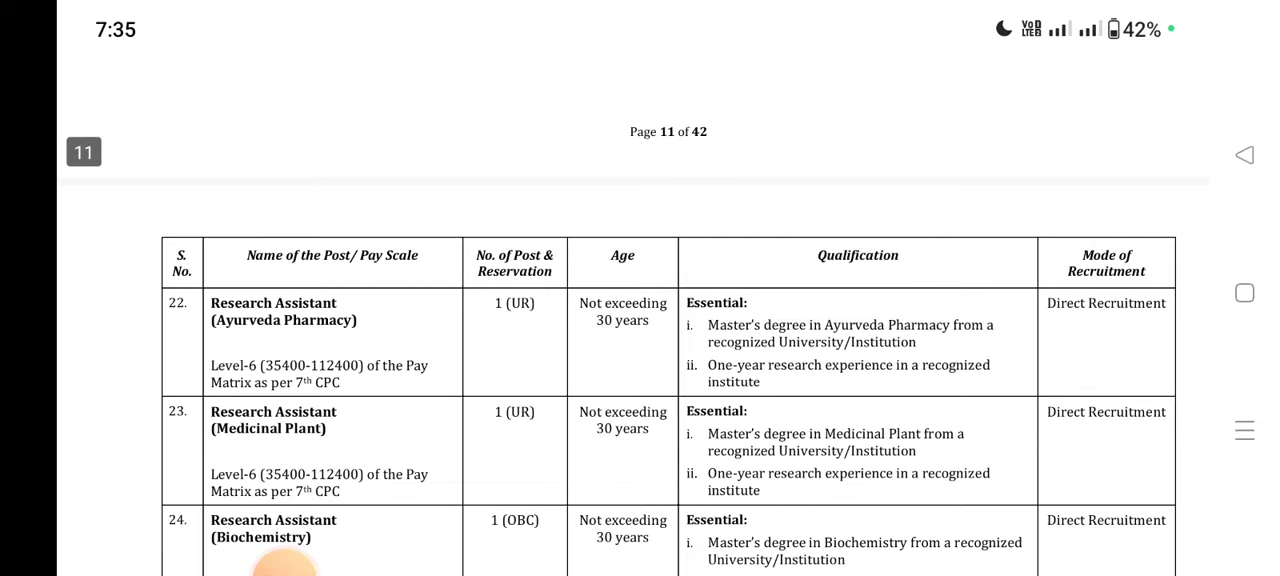 7:35
VoD LTE2 42%
Page 11 of 42
11
S. No. Name of the Post/ Pay Scale No. of Post & Reservation Age Qualification Mode of Recruitment
22. Research Assistant 1 (UR) Not exceeding Essential: Direct Recruitment
(Ayurveda Pharmacy) 30 years
i. Master's degree in Ayurveda Pharmacy from a
recognized University/Institution
Level-6 (35400-112400) of the Pay ii. One-year research experience in a recognized
Matrix as per 7th CPC institute
23. Research Assistant 1 (UR) Not exceeding Essential: Direct Recruitment
(Medicinal Plant) 30 years
i. Master's degree in Medicinal Plant from a
recognized University/Institution
Level-6 (35400-112400) of the Pay ii. One-year research experience in a recognized
Matrix as per 7th CPC institute
24. Research Assistant 1 (OBC) Not exceeding Essential: Direct Recruitment
(Biochemistry) 30 years
i. Master's degree in Biochemistry from a recognized
University/Institution